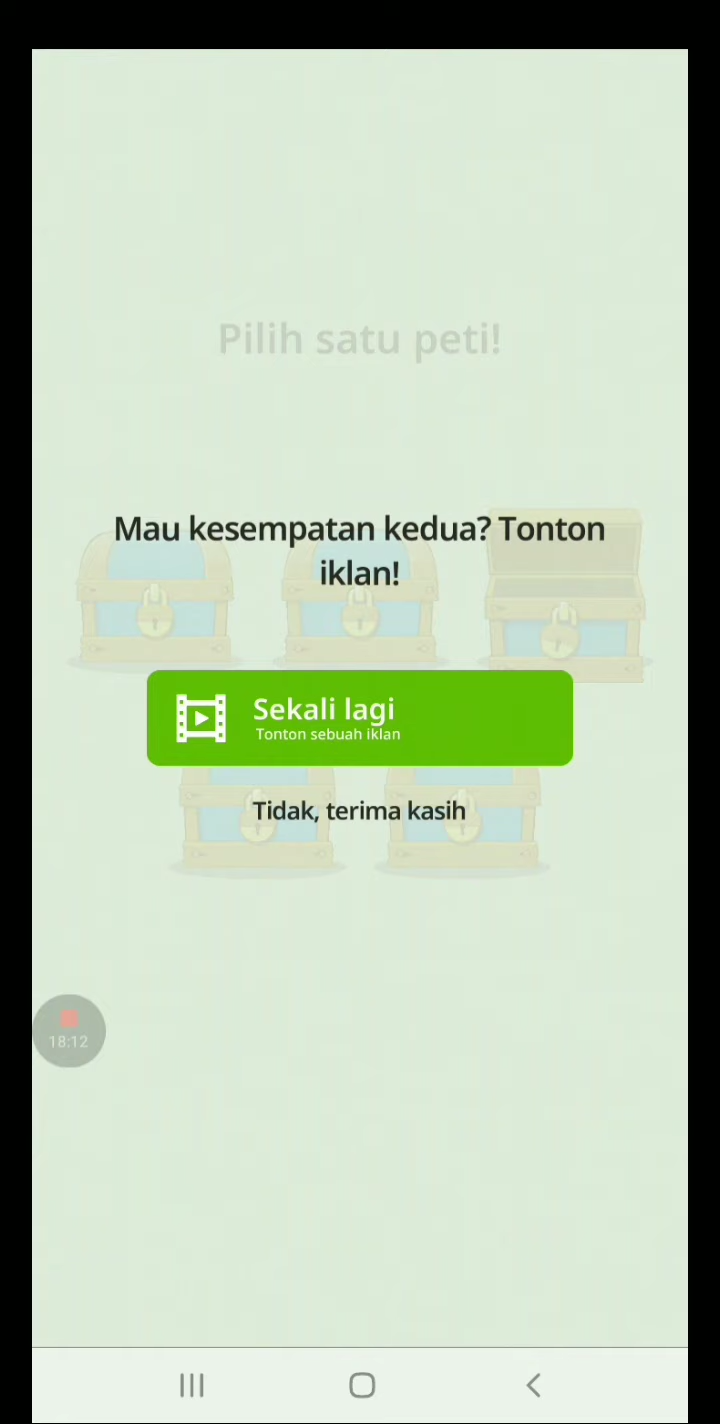 Pilih satu peti!
Mau kesempatan kedua? Tonton
iklan!
Sekali lagi
Tonton sebuah iklan
Tidak, terima kasih
18:12